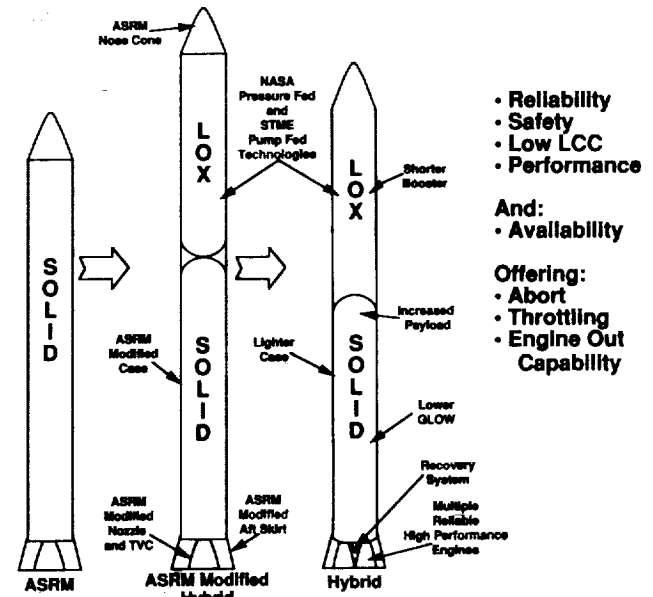 ASRM
Nose Cone
NASA
Pressure Fed
and
STME
Pump Fed
Technologies
LOX
LOX
Shorter
Booster
SOLID
ASRM
Modified
Case
SOLID
Lighter
Case
Increased
Payload
SOLID
Lower
GLOW
Recovery
System
ASRM
Modified
Nozzle
and TVC
ASRM
Modified
Aft Skirt
Multiple
Reliable
High Performance
Engines
ASRM
ASRM Modified
Hybrid
Hybrid
• Reliability
• Safety
• Low LCC
• Performance
And:
• Availability
Offering:
• Abort
• Throttling
• Engine Out
Capability